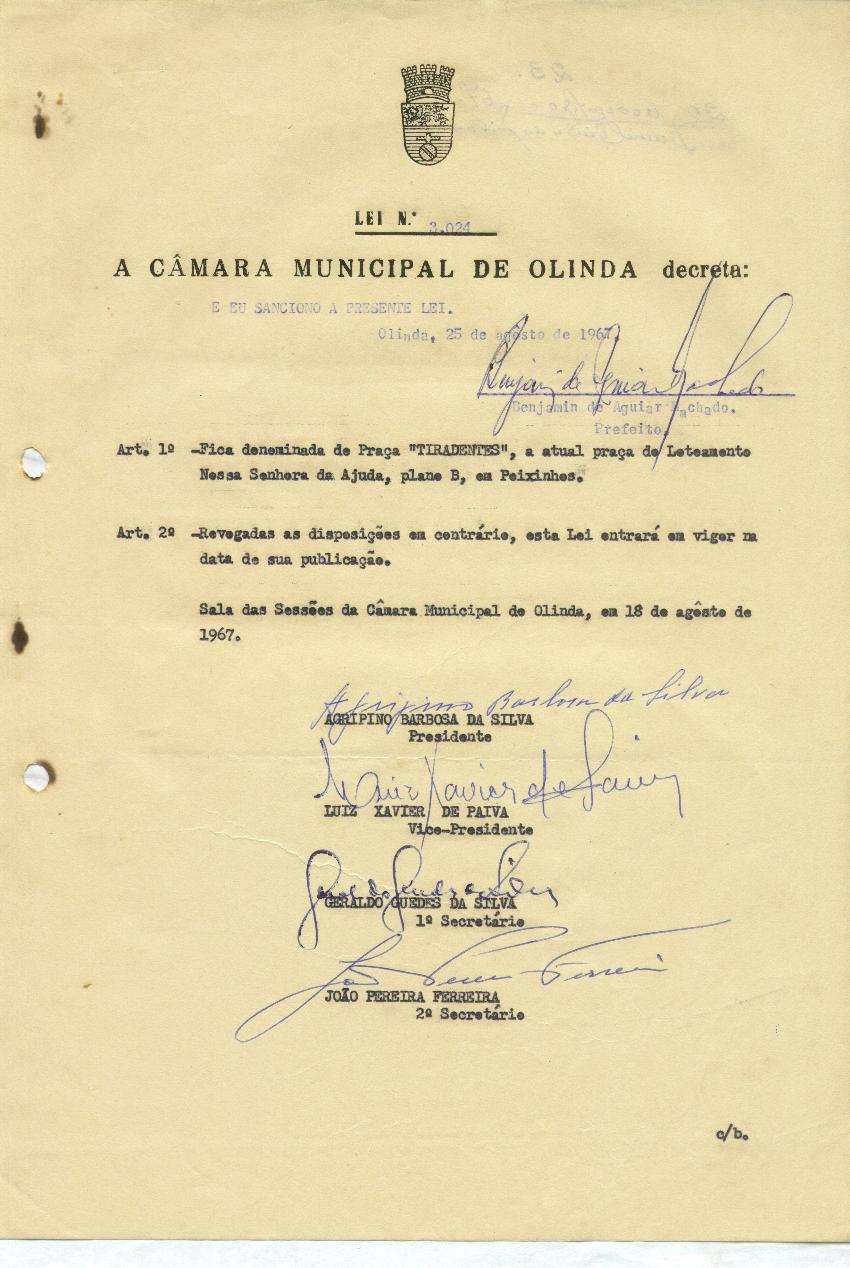 LEI N.º 3.024
A CÂMARA MUNICIPAL DE OLINDA decreta:
E EU SANCIONO A PRESENTE LEI.
Olinda, 25 de agosto de 1967.
Benjamin de Aguiar Machado.
Prefeito.
Art. 1º -Fica denominada de Praça "TIRADENTES", a atual praça do Loteamento
Nossa Senhora da Ajuda, plano B, em Peixinhos.
Art. 2º -Revogadas as disposições em contrário, esta Lei entrará em vigor na
data de sua publicação.
Sala das Sessões da Câmara Municipal de Olinda, em 18 de agôsto de
1967.
Agripino Barbosa da Silva
AGRIPINO BARBOSA DA SILVA
Presidente
Luiz Xavier de Paiva
LUIZ XAVIER DE PAIVA
Vice-Presidente
Geraldo Guedes da Silva
GERALDO GUEDES DA SILVA
1º Secretário
João Pereira Ferreira
JOÃO PEREIRA FERREIRA
2º Secretário
c/b.